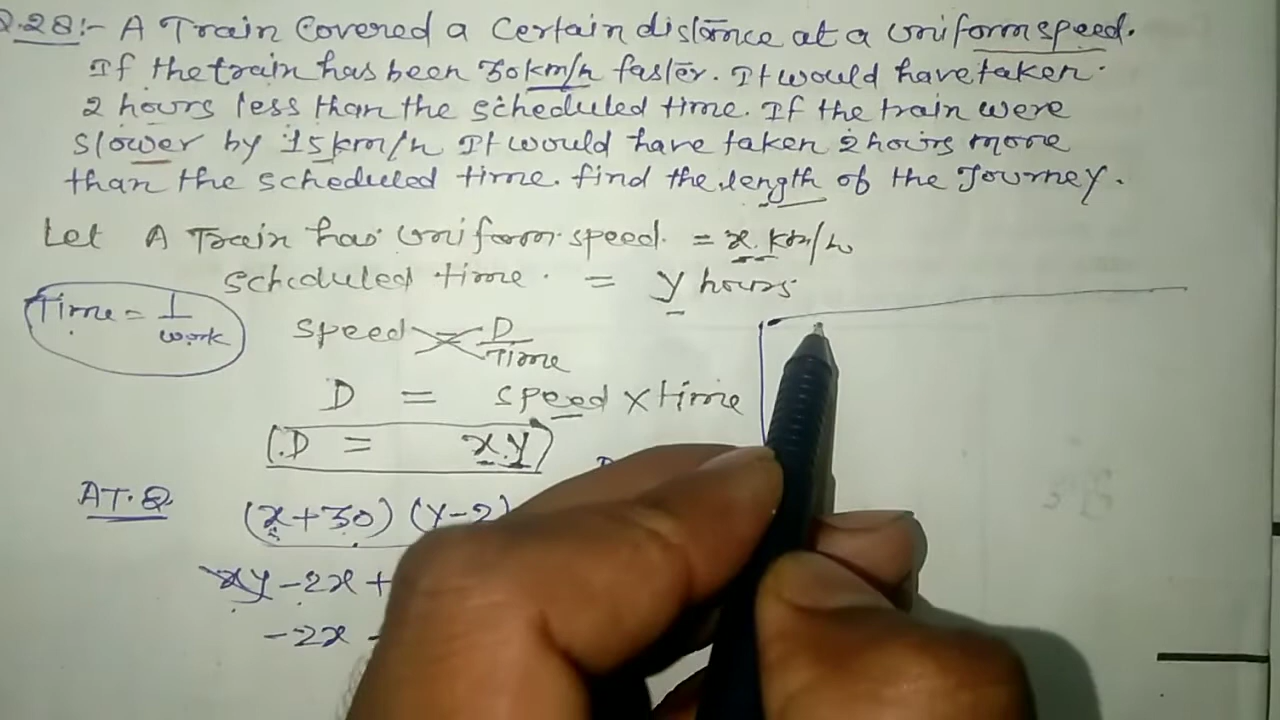 Q.28:- A Train Covered a Certain distance at a uniform speed.
If the train has been 30km/h faster. It would have taken
2 hours less than the scheduled time. If the train were
slower by 15km/h It would have taken 2 hours more
than the scheduled time. find the length of the Journey.
Let A Train has uniform speed. = x km/h
Scheduled time = y hours
Time = 1/work
Speed = D/Time
D = speed x time
D = x.y
AT.Q (x+30) (y-2)
xy - 2x +
-2x -